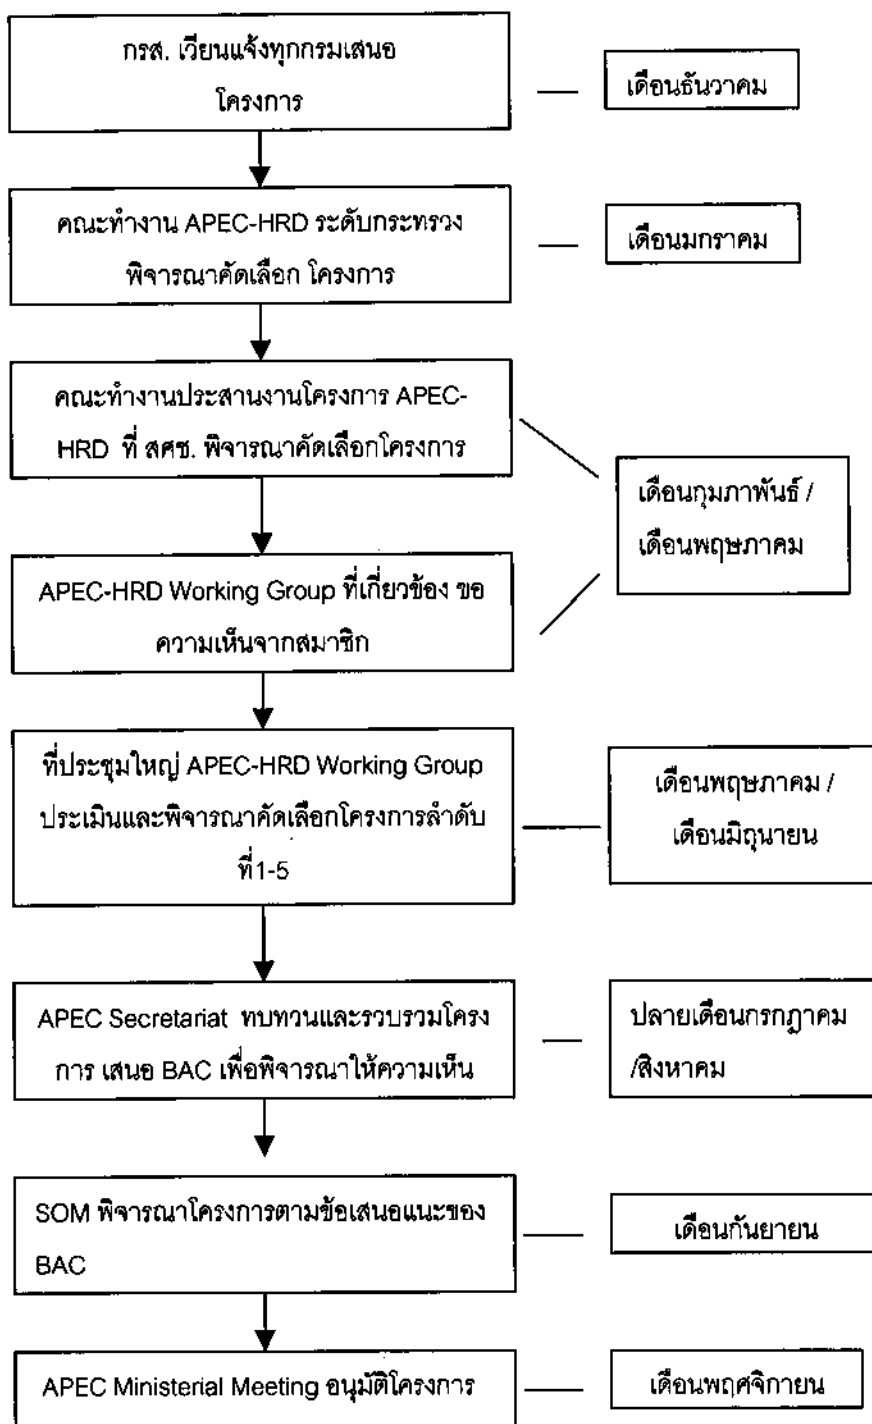 กรส. เวียนแจ้งทุกกรมเสนอ
โครงการ
เดือนธันวาคม
คณะทำงาน APEC-HRD ระดับกระทรวง
พิจารณาคัดเลือก โครงการ
เดือนมกราคม
คณะทำงานประสานงานโครงการ APEC-
HRD ที่ สศช. พิจารณาคัดเลือกโครงการ
เดือนกุมภาพันธ์ /
เดือนพฤษภาคม
APEC-HRD Working Group ที่เกี่ยวข้อง ขอ
ความเห็นจากสมาชิก
ที่ประชุมใหญ่ APEC-HRD Working Group
ประเมินและพิจารณาคัดเลือกโครงการลำดับ
ที่1-5
เดือนพฤษภาคม /
เดือนมิถุนายน
APEC Secretariat ทบทวนและรวบรวมโครง
การ เสนอ BAC เพื่อพิจารณาให้ความเห็น
ปลายเดือนกรกฎาคม
/สิงหาคม
SOM พิจารณาโครงการตามข้อเสนอแนะของ
BAC
เดือนกันยายน
APEC Ministerial Meeting อนุมัติโครงการ
เดือนพฤศจิกายน